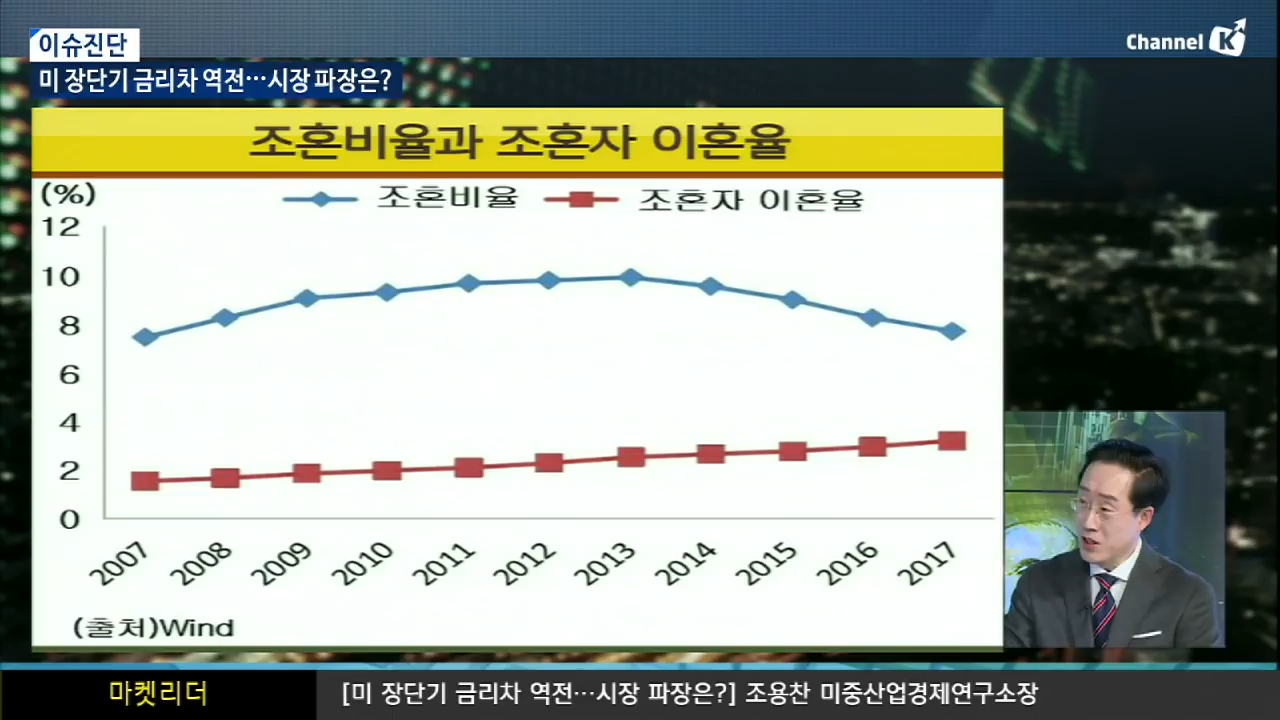 이슈진단
Channel K
미 장단기 금리차 역전…시장 파장은?
조혼비율과 조혼자 이혼율
(%)
조혼비율 조혼자 이혼율
12
10
8
6
4
2
0
2007 2008 2009 2010 2011 2012 2013 2014 2015 2016 2017
(출처)Wind
마켓리더
[미 장단기 금리차 역전…시장 파장은?] 조용찬 미중산업경제연구소장